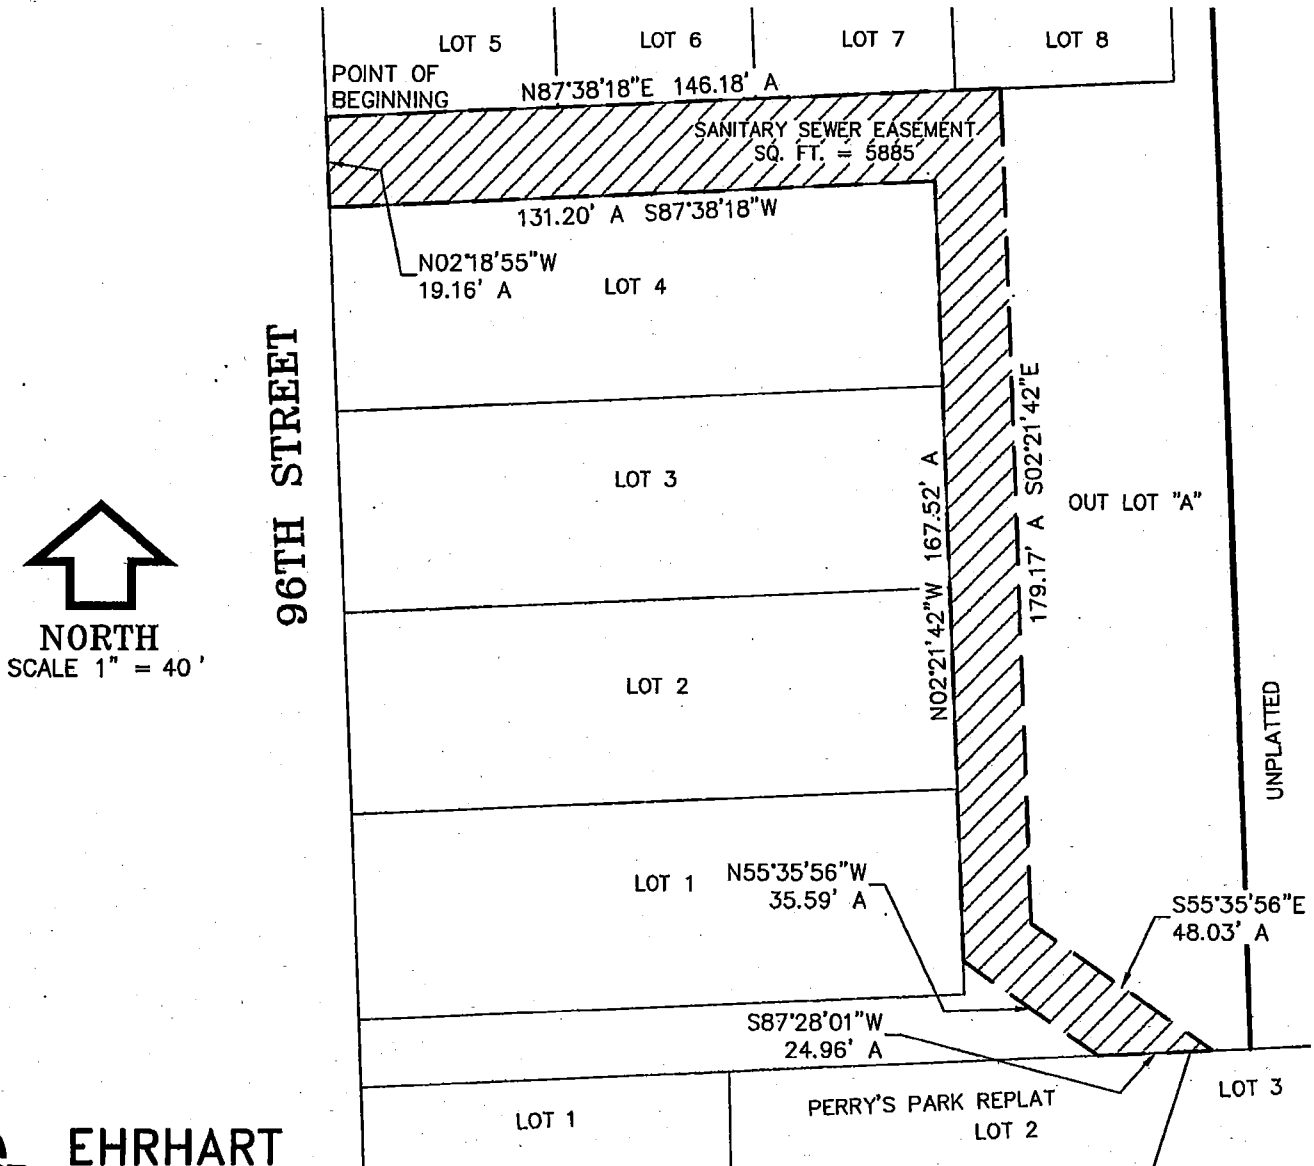 LOT 5
LOT 6
LOT 7
LOT 8
POINT OF
BEGINNING
N87°38'18"E 146.18' A
SANITARY SEWER EASEMENT
SQ. FT. = 5885
131.20' A S87°38'18"W
N02°18'55"W
19.16' A
LOT 4
96TH STREET
LOT 3
N02°21'42"W 167.52' A
179.17' A S02°21'42"E
OUT LOT "A"
NORTH
SCALE 1" = 40'
LOT 2
UNPLATTED
LOT 1
N55°35'56"W
35.59' A
S55°35'56"E
48.03' A
S87°28'01"W
24.96' A
LOT 1
PERRY'S PARK REPLAT
LOT 2
LOT 3
EHRHART